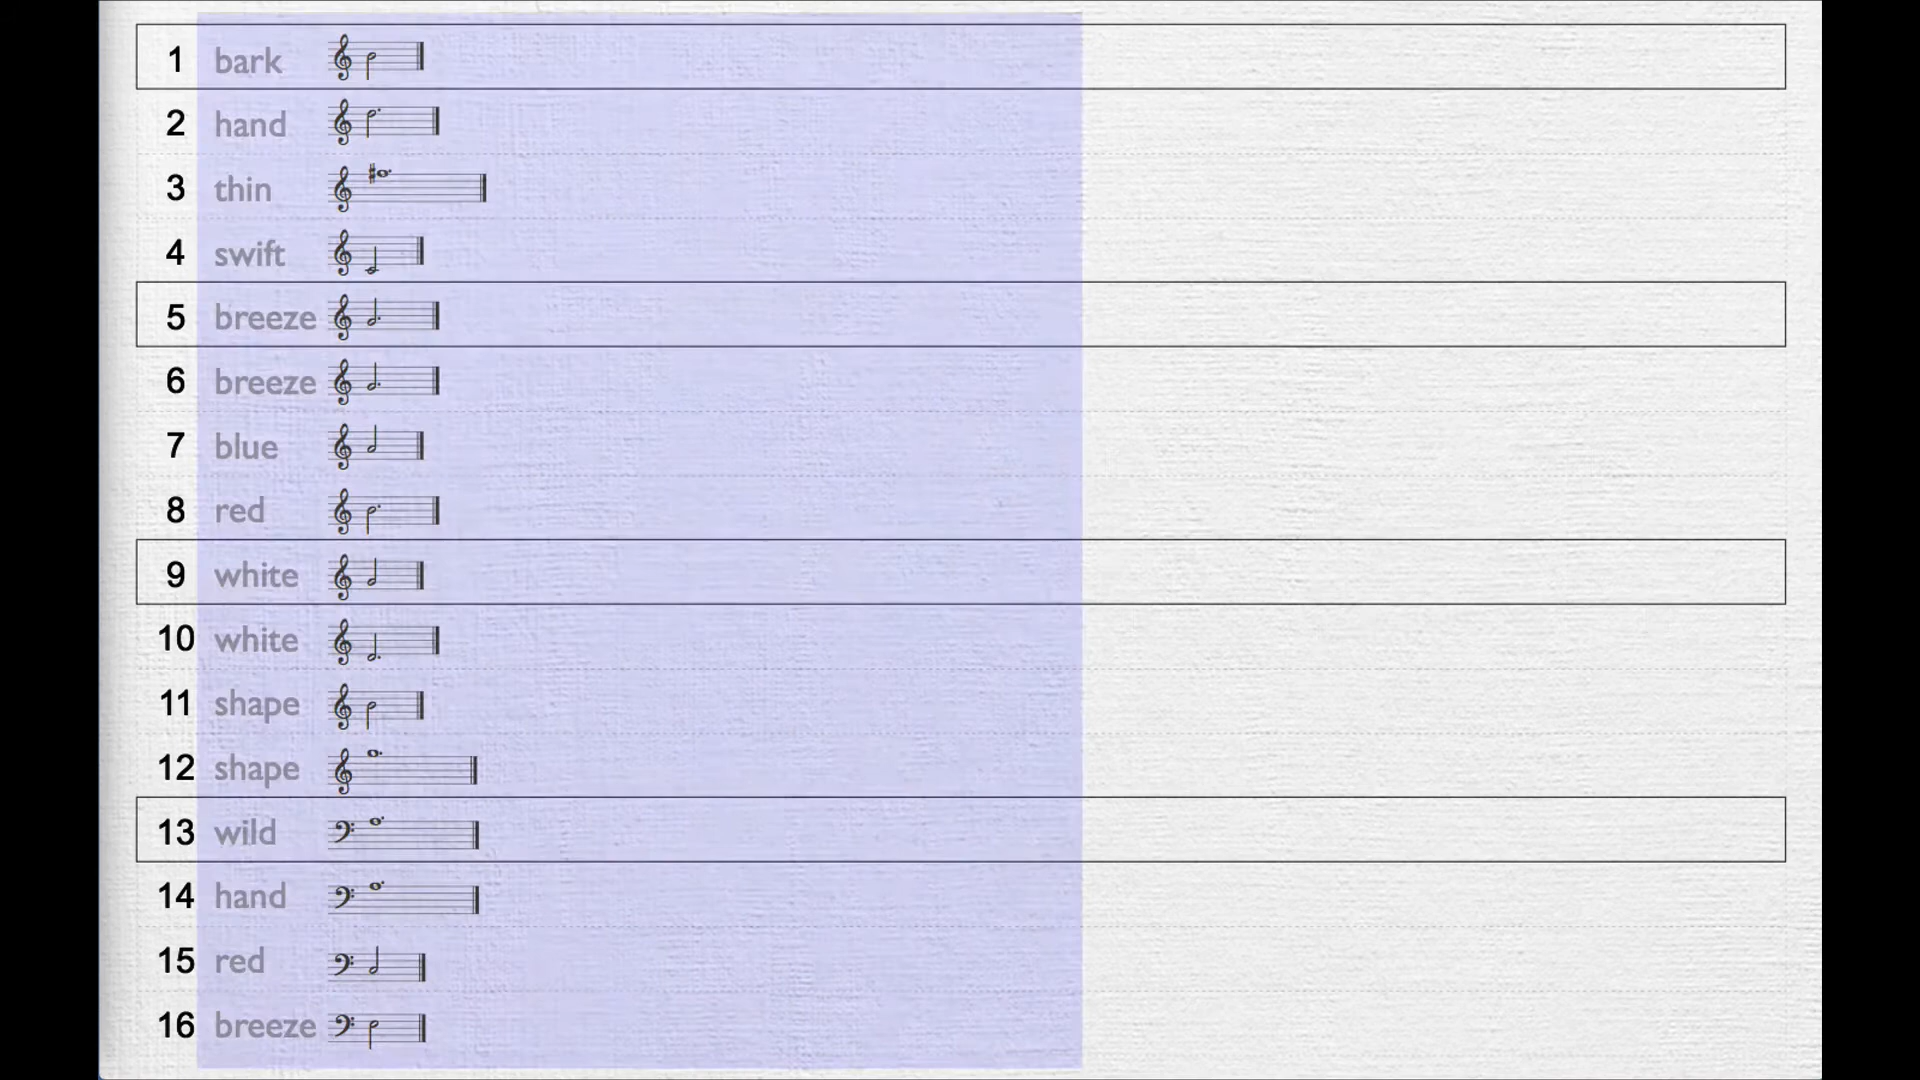 1 bark
2 hand
3 thin
4 swift
5 breeze
6 breeze
7 blue
8 red
9 white
10 white
11 shape
12 shape
13 wild
14 hand
15 red
16 breeze